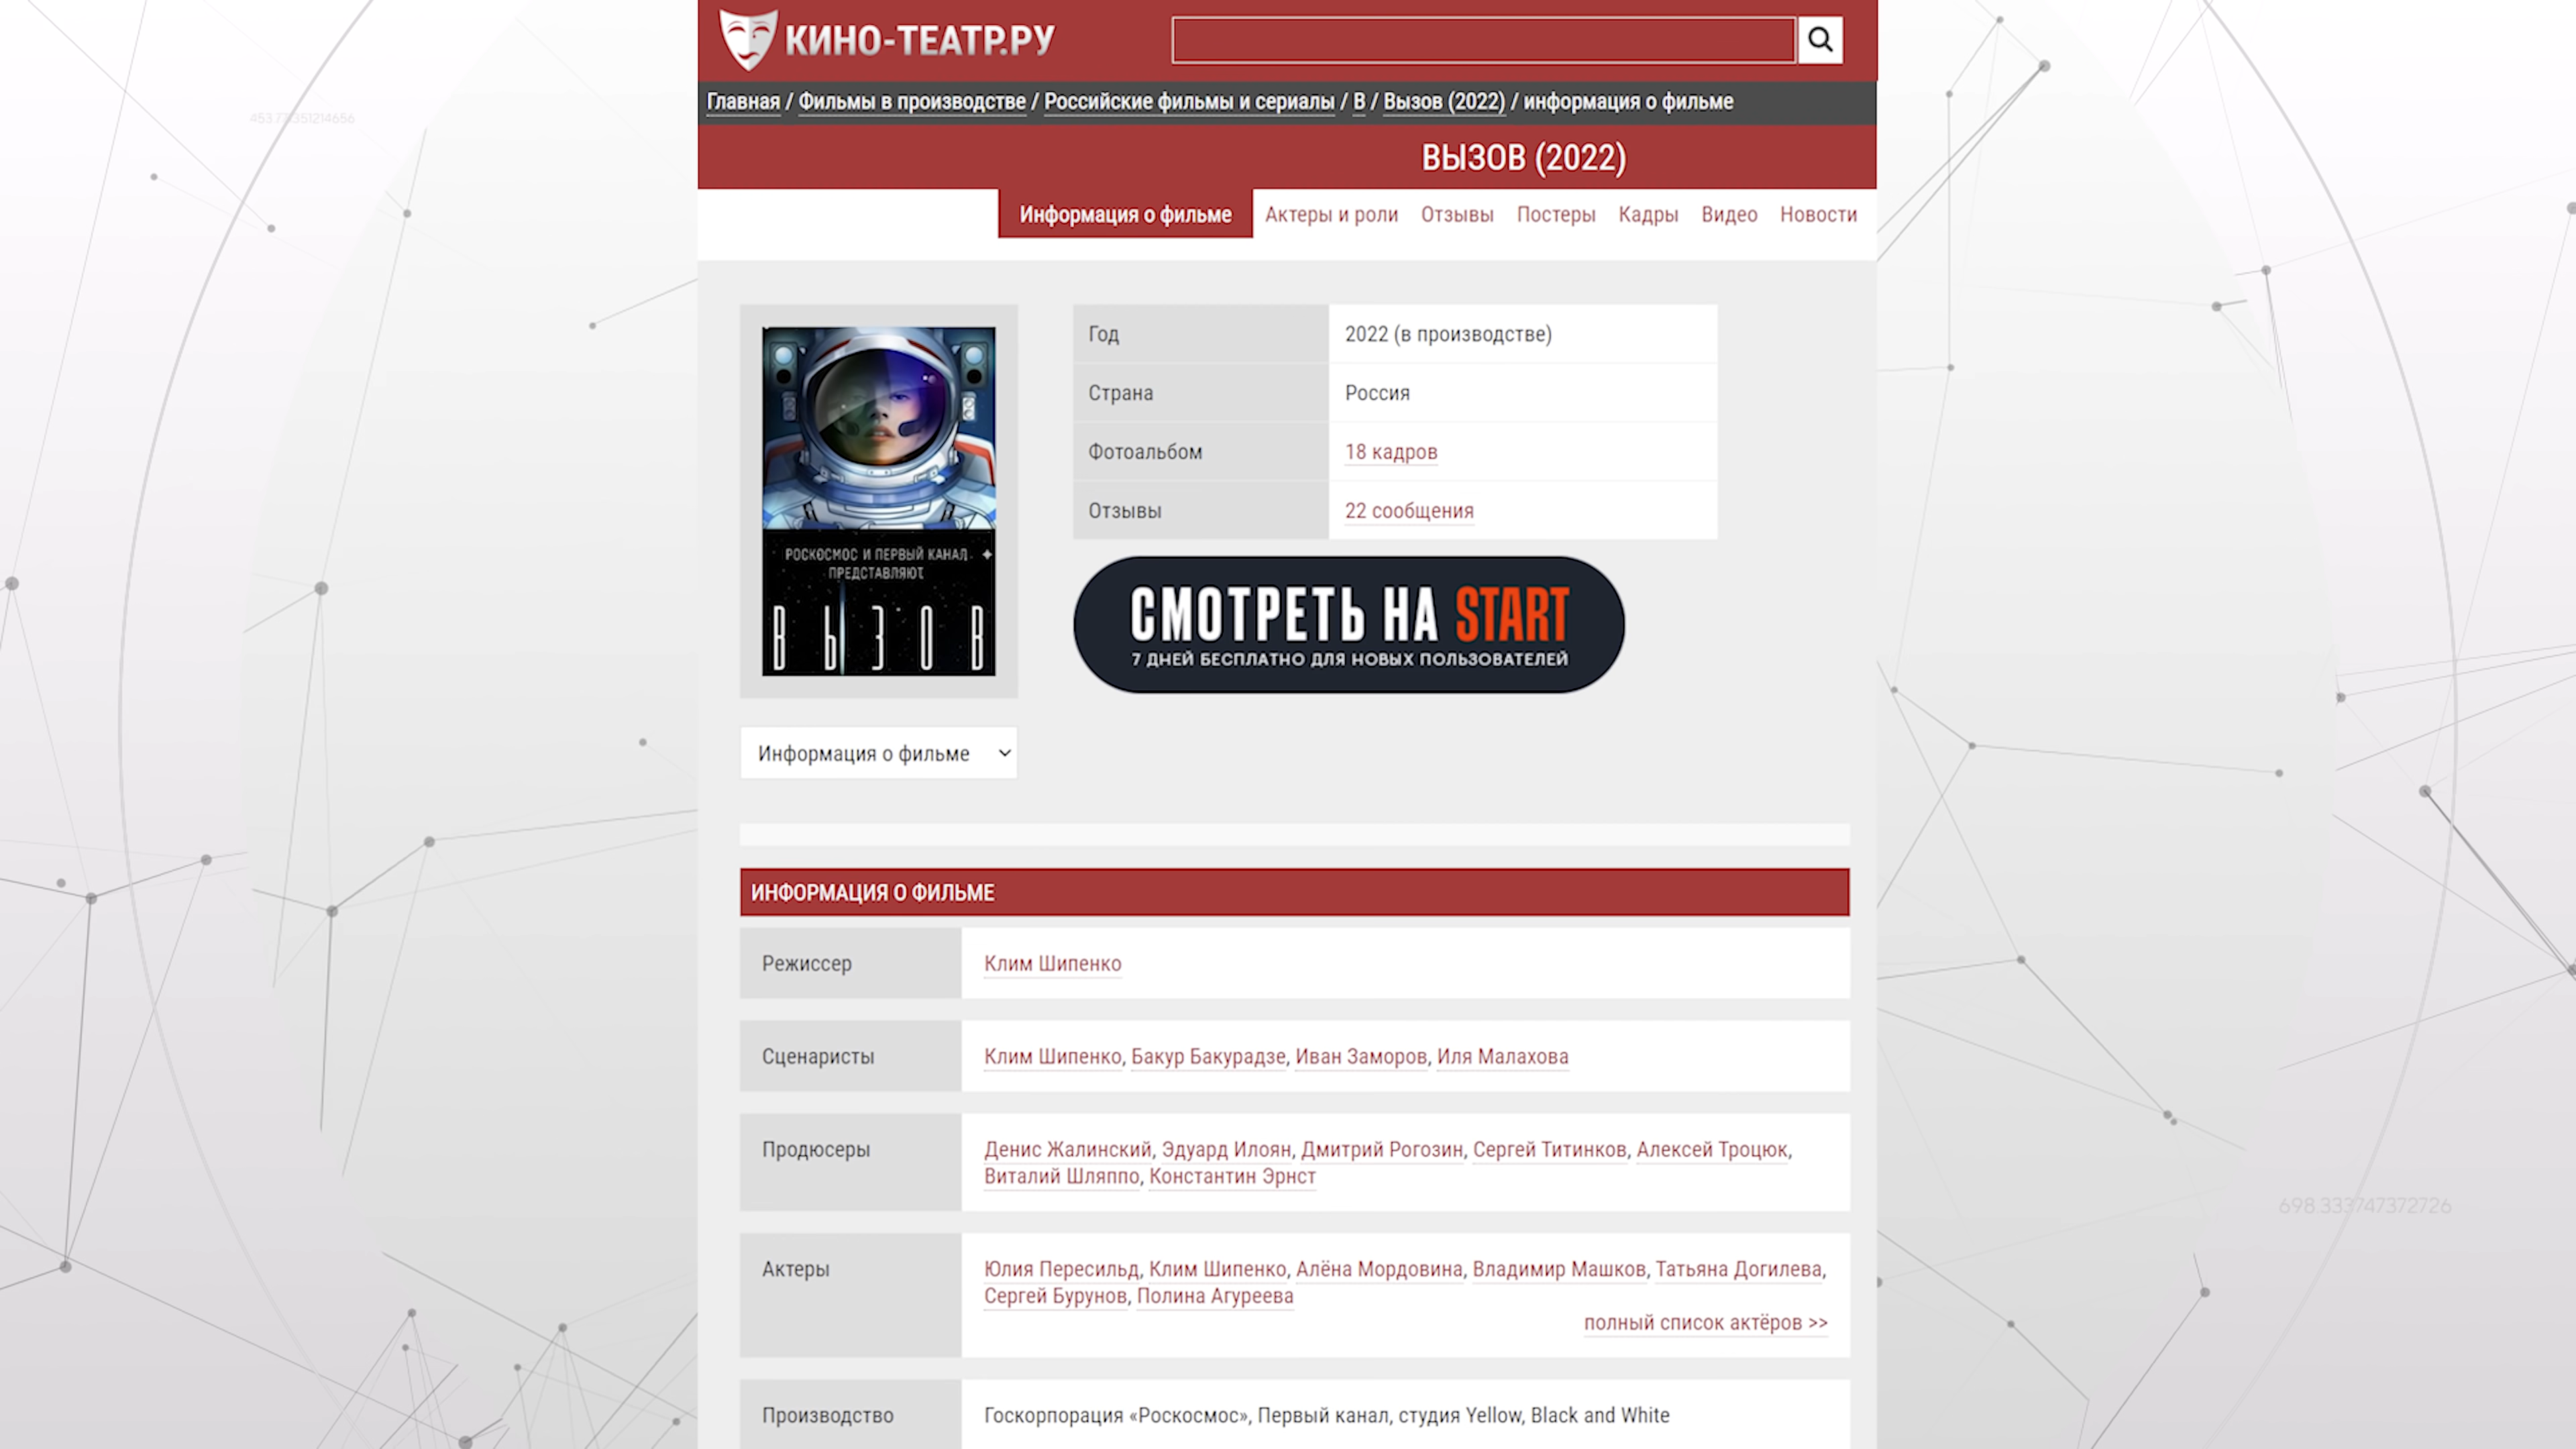 КИНО-ТЕАТР.РУ
Главная / Фильмы в производстве / Российские фильмы и сериалы / В / Вызов (2022) / информация о фильме
ВЫЗОВ (2022)
Информация о фильме Актеры и роли Отзывы Постеры Кадры Видео Новости
РОСКОСМОС И ПЕРВЫЙ КАНАЛ
ПРЕДСТАВЛЯЮТ
ВЫЗОВ
Год 2022 (в производстве)
Страна Россия
Фотоальбом 18 кадров
Отзывы 22 сообщения
СМОТРЕТЬ НА START
7 ДНЕЙ БЕСПЛАТНО ДЛЯ НОВЫХ ПОЛЬЗОВАТЕЛЕЙ
Информация о фильме
ИНФОРМАЦИЯ О ФИЛЬМЕ
Режиссер Клим Шипенко
Сценаристы Клим Шипенко, Бакур Бакурадзе, Иван Заморов, Иля Малахова
Продюсеры Денис Жалинский, Эдуард Илоян, Дмитрий Рогозин, Сергей Титинков, Алексей Троцюк,
Виталий Шляппо, Константин Эрнст
Актеры Юлия Пересильд, Клим Шипенко, Алёна Мордовина, Владимир Машков, Татьяна Догилева,
Сергей Бурунов, Полина Агуреева
полный список актёров >>
Производство Госкорпорация «Роскосмос», Первый канал, студия Yellow, Black and White
698.333747372726